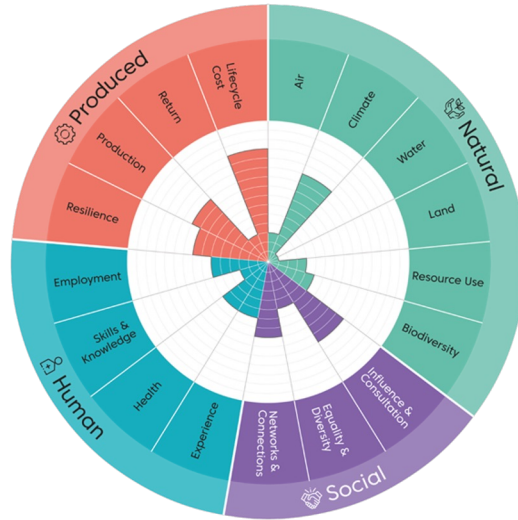 Produced
Lifecycle
Cost
Return
Production
Resilience
Natural
Air
Climate
Water
Land
Resource Use
Biodiversity
Social
Influence &
Consultation
Equality &
Diversity
Networks &
Connections
Human
Experience
Health
Skills &
Knowledge
Employment